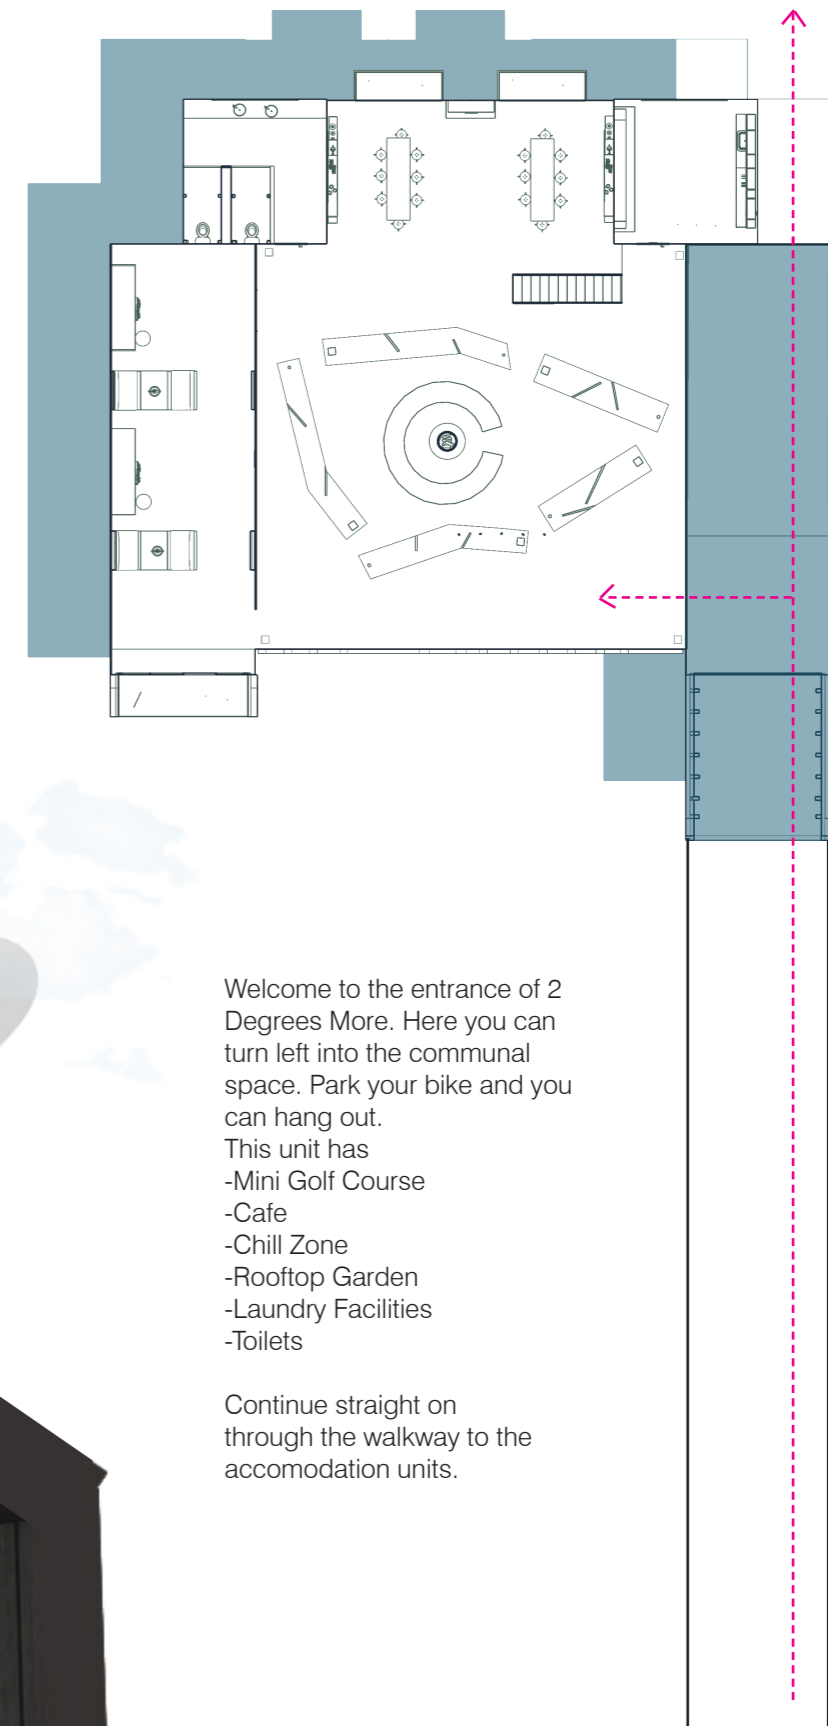 Welcome to the entrance of 2
Degrees More. Here you can
turn left into the communal
space. Park your bike and you
can hang out.
This unit has
-Mini Golf Course
-Cafe
-Chill Zone
-Rooftop Garden
-Laundry Facilities
-Toilets
Continue straight on
through the walkway to the
accomodation units.